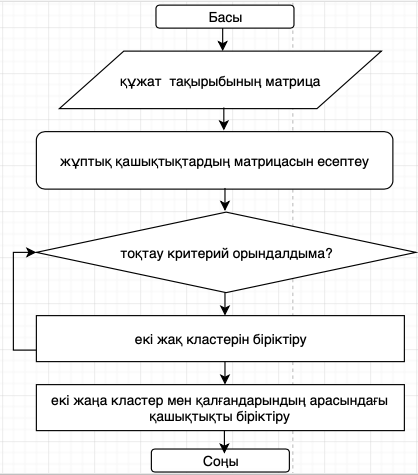 Басы
құжат тақырыбының матрица
жұптық қашықтықтардың матрасын есептеу
тоқтау критерий орындалдыма?
екі жақ кластерін біріктіру
екі жаңа кластер мен қалғандарындың арасындағы
қашықтықты біріктіру
Соңы